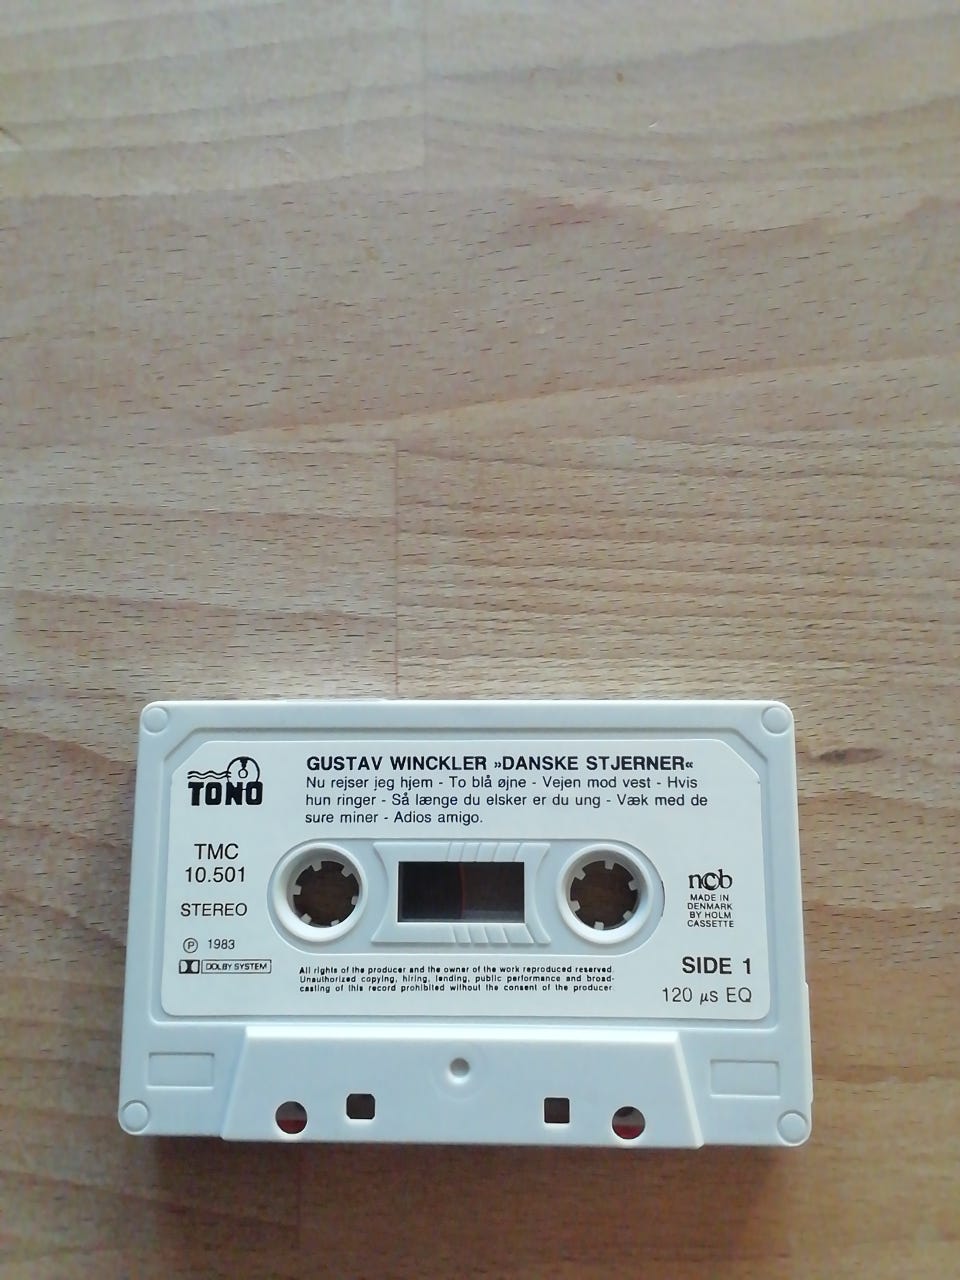 TONO
GUSTAV WINCKLER »DANSKE STJERNER«
Nu rejser jeg hjem - To blå øjne - Vejen mod vest - Hvis
hun ringer - Så længe du elsker er du ung - Væk med de
sure miner - Adios amigo.
TMC
10.501
STEREO
Ⓟ 1983
DOLBY SYSTEM
ncb
MADE IN
DENMARK
BY HOLM
CASSETTE
All rights of the producer and the owner of the work reproduced reserved.
Unauthorized copying, hiring, lending, public performance and broad-
casting of this record prohibited without the consent of the producer
SIDE 1
120 µs EQ